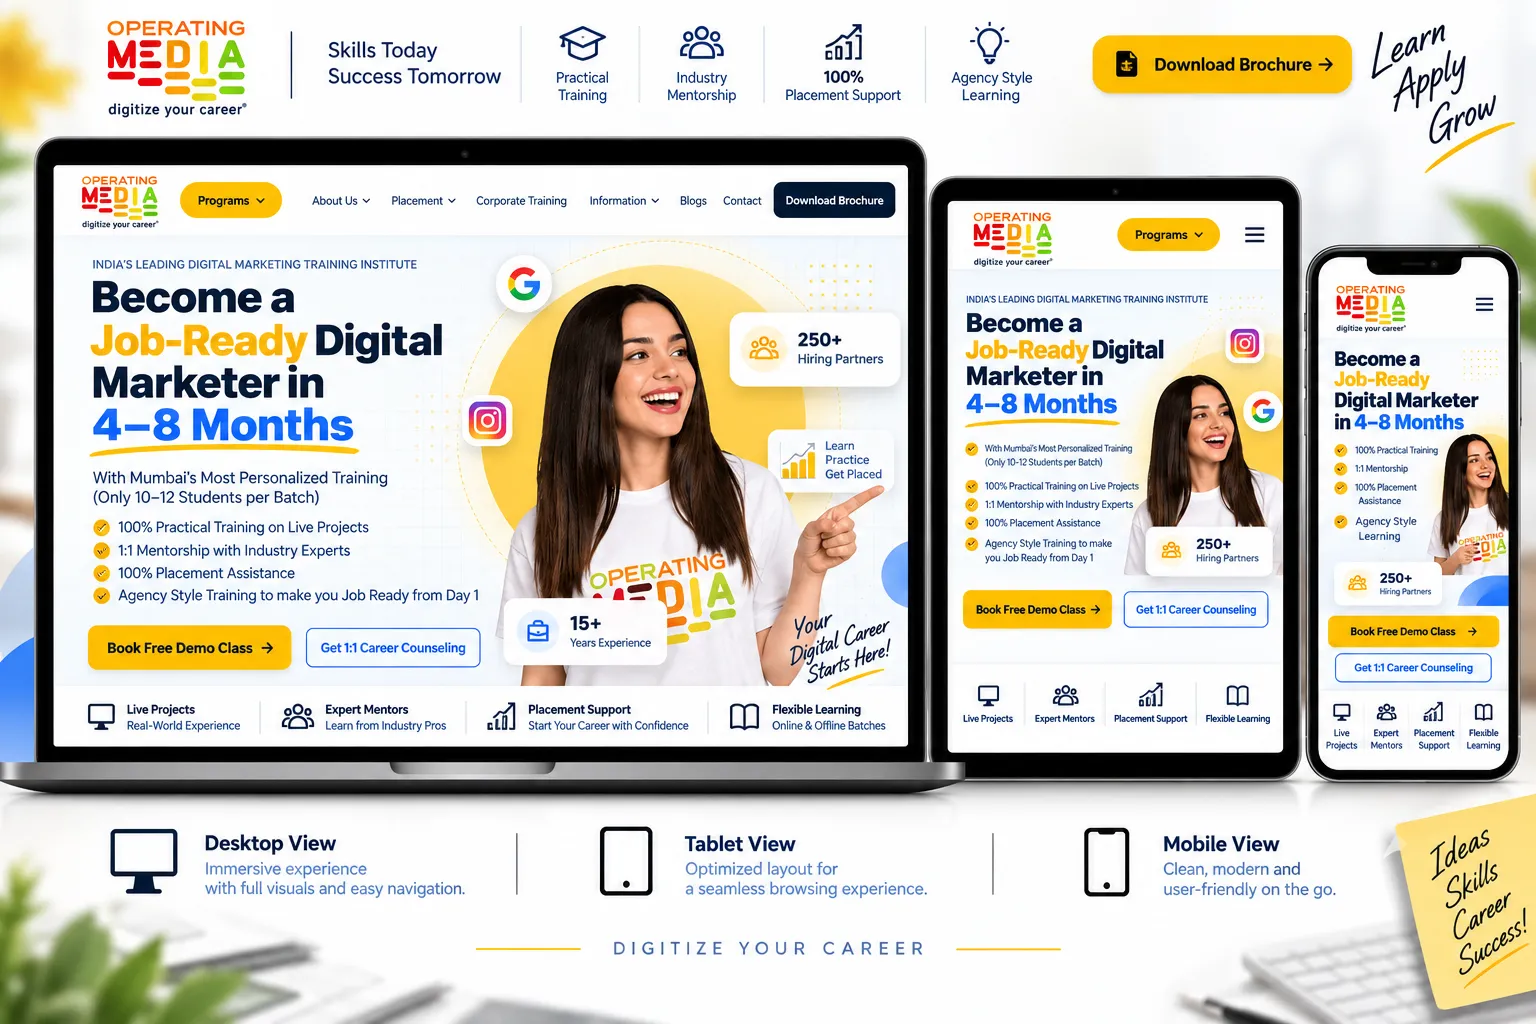 OPERATING
MEDIA
digitize your career®
Skills Today
Success Tomorrow
Practical
Training
Industry
Mentorship
100%
Placement Support
Agency Style
Learning
Download Brochure →
Learn
Apply
Grow
OPERATING
MEDIA
digitize your career®
Programs
About Us
Placement
Corporate Training
Information
Blogs
Contact
Download Brochure
INDIA'S LEADING DIGITAL MARKETING TRAINING INSTITUTE
Become a
Job-Ready Digital
Marketer in
4–8 Months
With Mumbai's Most Personalized Training
(Only 10–12 Students per Batch)
100% Practical Training on Live Projects
1:1 Mentorship with Industry Experts
100% Placement Assistance
Agency Style Training to make you Job Ready from Day 1
Book Free Demo Class →
Get 1:1 Career Counseling
G
250+
Hiring Partners
Learn
Practice
Get Placed
OPERATING
MEDIA
15+
Years Experience
Your
Digital Career
Starts Here!
Live Projects
Real-World Experience
Expert Mentors
Learn from Industry Pros
Placement Support
Start Your Career with Confidence
Flexible Learning
Online & Offline Batches
OPERATING
MEDIA
digitize your career®
Programs
INDIA'S LEADING DIGITAL MARKETING TRAINING INSTITUTE
Become a
Job-Ready Digital
Marketer in
4–8 Months
With Mumbai's Most Personalized Training
(Only 10–12 Students per Batch)
100% Practical Training on Live Projects
1:1 Mentorship with Industry Experts
100% Placement Assistance
Agency Style Training to make
you Job Ready from Day 1
G
250+
Hiring Partners
Book Free Demo Class →
Get 1:1 Career Counseling
Live Projects
Expert Mentors
Placement Support
Flexible Learning
OPERATING
MEDIA
digitize your career®
Become a
Job-Ready
Digital Marketer
in 4–8 Months
100% Practical Training
1:1 Mentorship
100% Placement
Assistance
Agency Style
Learning
OPERATING
MEDIA
250+
Hiring Partners
Book Free Demo Class →
Get 1:1 Career Counseling
Live
Projects
Expert
Mentors
Placement
Support
Flexible
Learning
Desktop View
Immersive experience
with full visuals and easy navigation.
Tablet View
Optimized layout for
a seamless browsing experience.
Mobile View
Clean, modern and
user-friendly on the go.
Ideas
Skills
Career
Success!
DIGITIZE YOUR CAREER